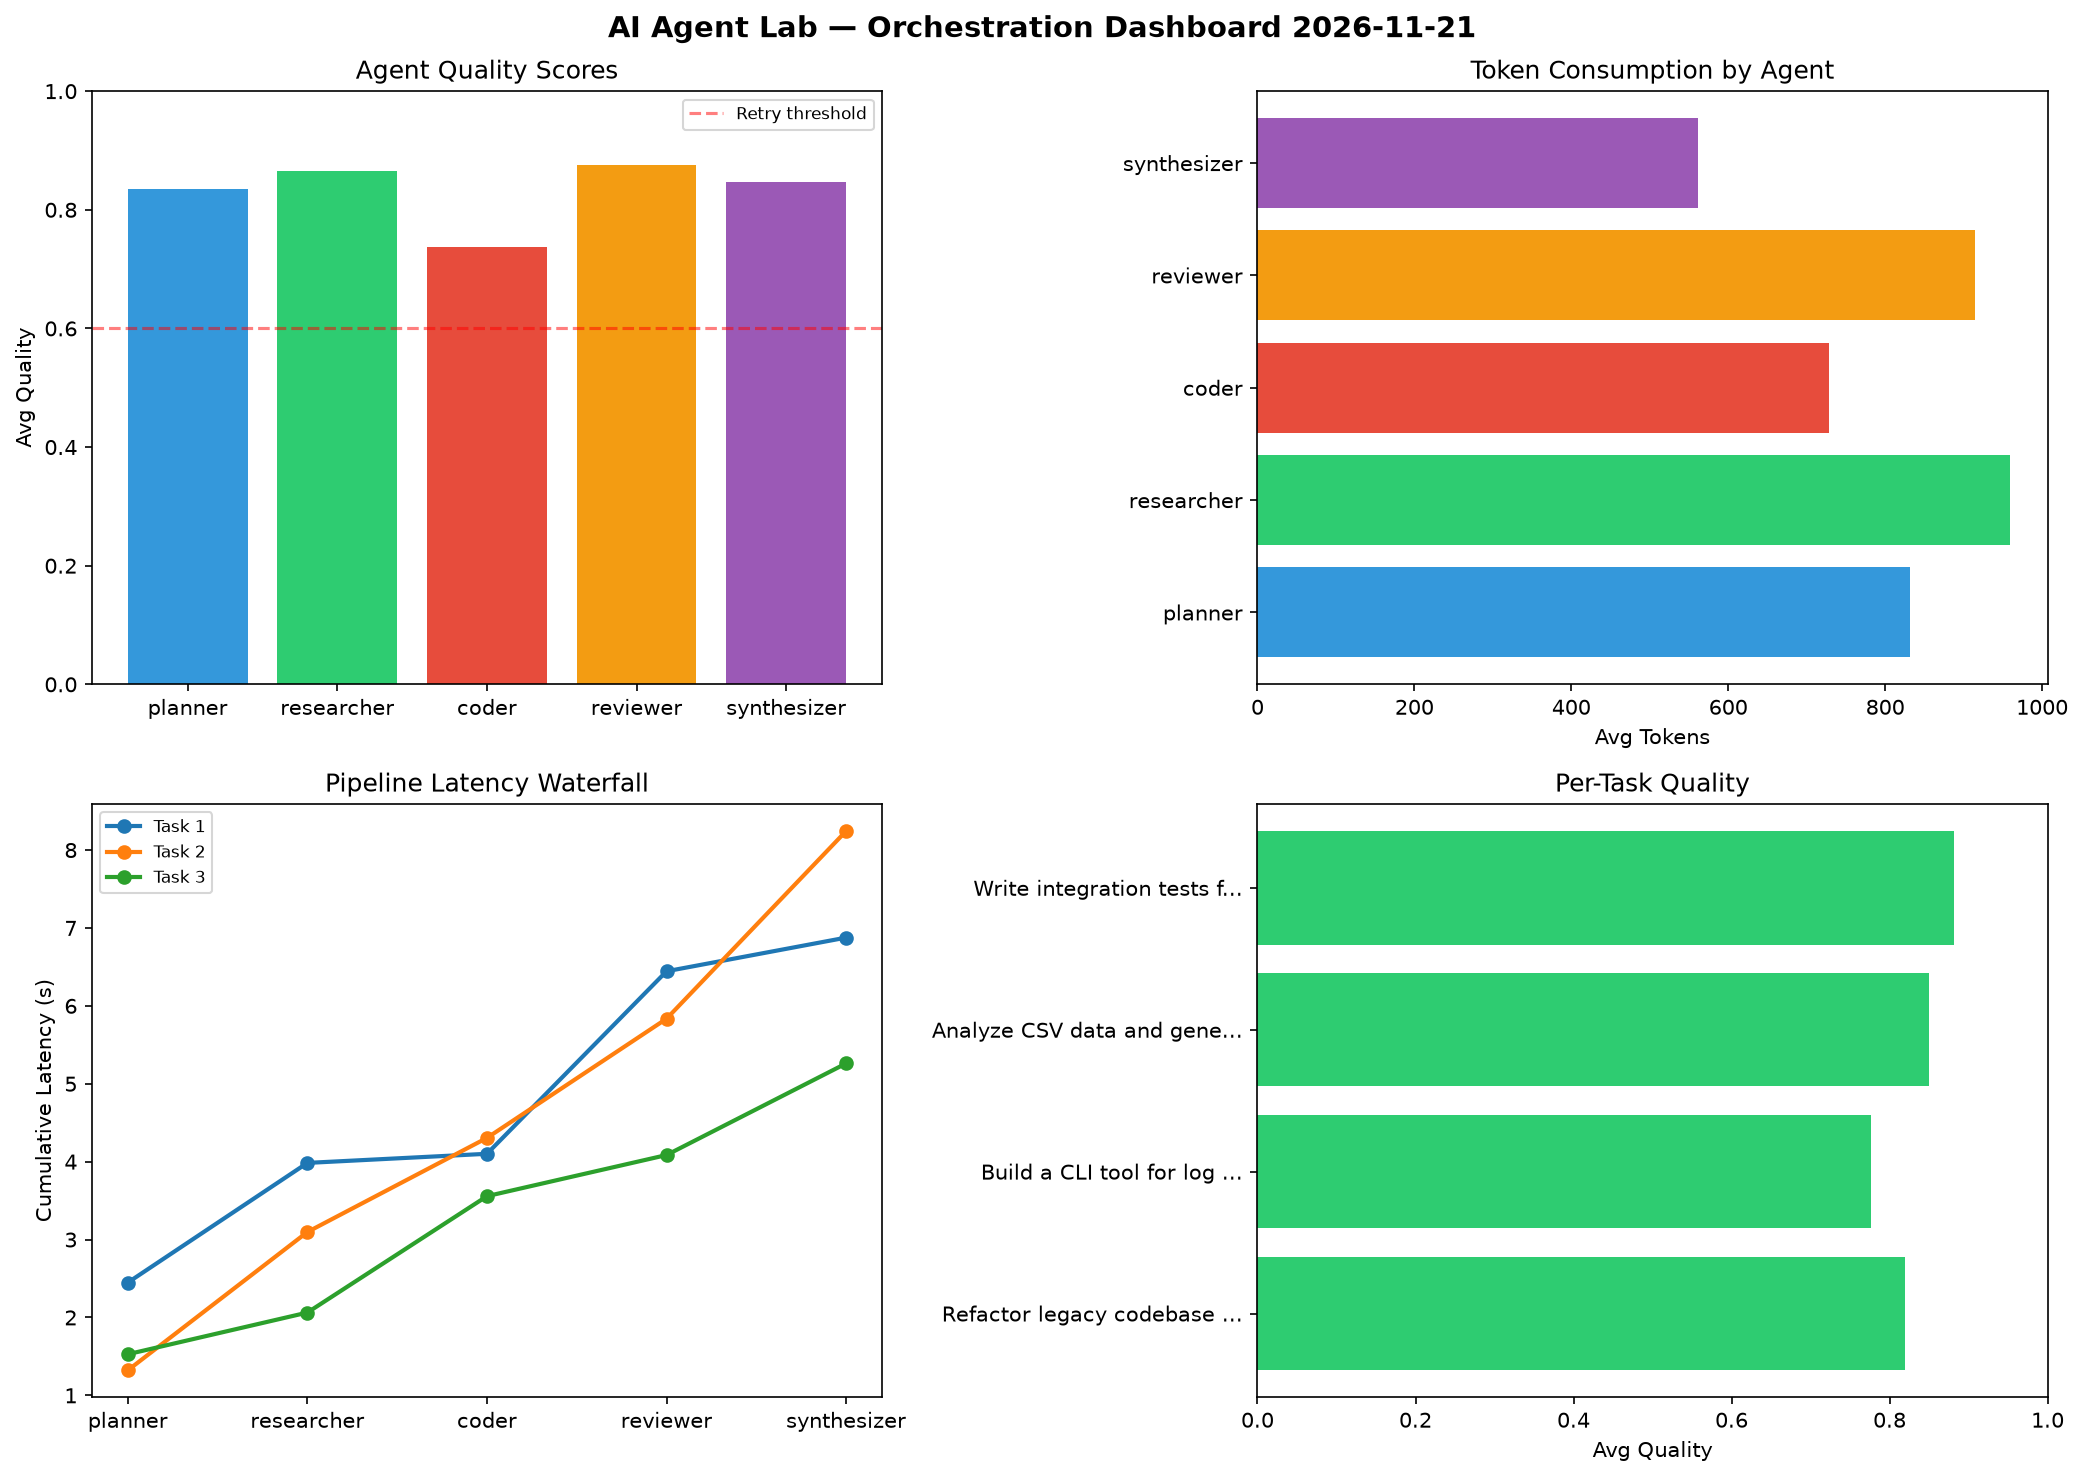 AI Agent Lab — Orchestration Dashboard 2026-11-21
Agent Quality Scores
Retry threshold
Avg Quality
1.0
0.8
0.6
0.4
0.2
0.0
planner
researcher
coder
reviewer
synthesizer
Token Consumption by Agent
synthesizer
reviewer
coder
researcher
planner
0
200
400
600
800
1000
Avg Tokens
Pipeline Latency Waterfall
Task 1
Task 2
Task 3
Cumulative Latency (s)
8
7
6
5
4
3
2
1
planner
researcher
coder
reviewer
synthesizer
Per-Task Quality
Write integration tests f...
Analyze CSV data and gene...
Build a CLI tool for log ...
Refactor legacy codebase ...
0.0
0.2
0.4
0.6
0.8
1.0
Avg Quality